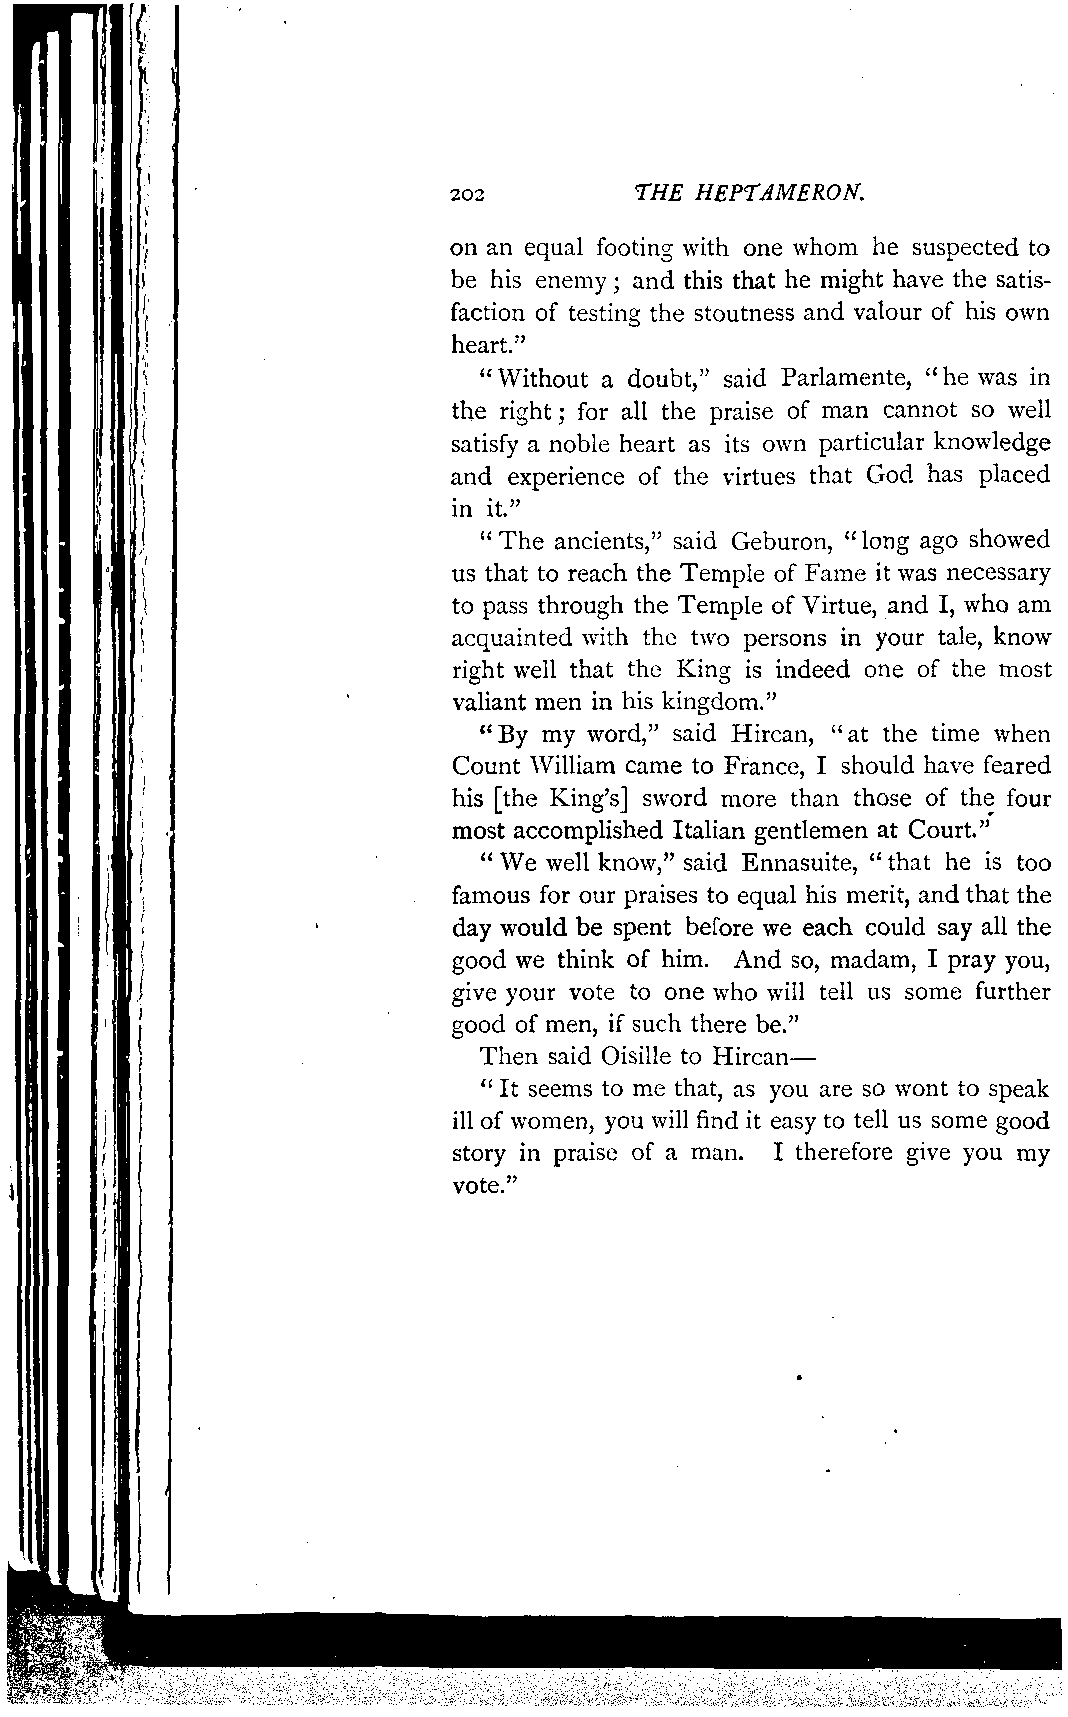 202 THE HEPTAMERON.
on an equal footing with one whom he suspected to
be his enemy; and this that he might have the satis-
faction of testing the stoutness and valour of his own
heart.”
“Without a doubt,” said Parlamente, “he was in
the right; for all the praise of man cannot so well
satisfy a noble heart as its own particular knowledge
and experience of the virtues that God has placed
in it.”
“The ancients,” said Geburon, “long ago showed
us that to reach the Temple of Fame it was necessary
to pass through the Temple of Virtue, and I, who am
acquainted with the two persons in your tale, know
right well that the King is indeed one of the most
valiant men in his kingdom.”
“By my word,” said Hircan, “at the time when
Count William came to France, I should have feared
his [the King’s] sword more than those of the four
most accomplished Italian gentlemen at Court.”
“We well know,” said Ennasuite, “that he is too
famous for our praises to equal his merit, and that the
day would be spent before we each could say all the
good we think of him. And so, madam, I pray you,
give your vote to one who will tell us some further
good of men, if such there be.”
Then said Oisille to Hircan—
“It seems to me that, as you are so wont to speak
ill of women, you will find it easy to tell us some good
story in praise of a man. I therefore give you my
vote.”